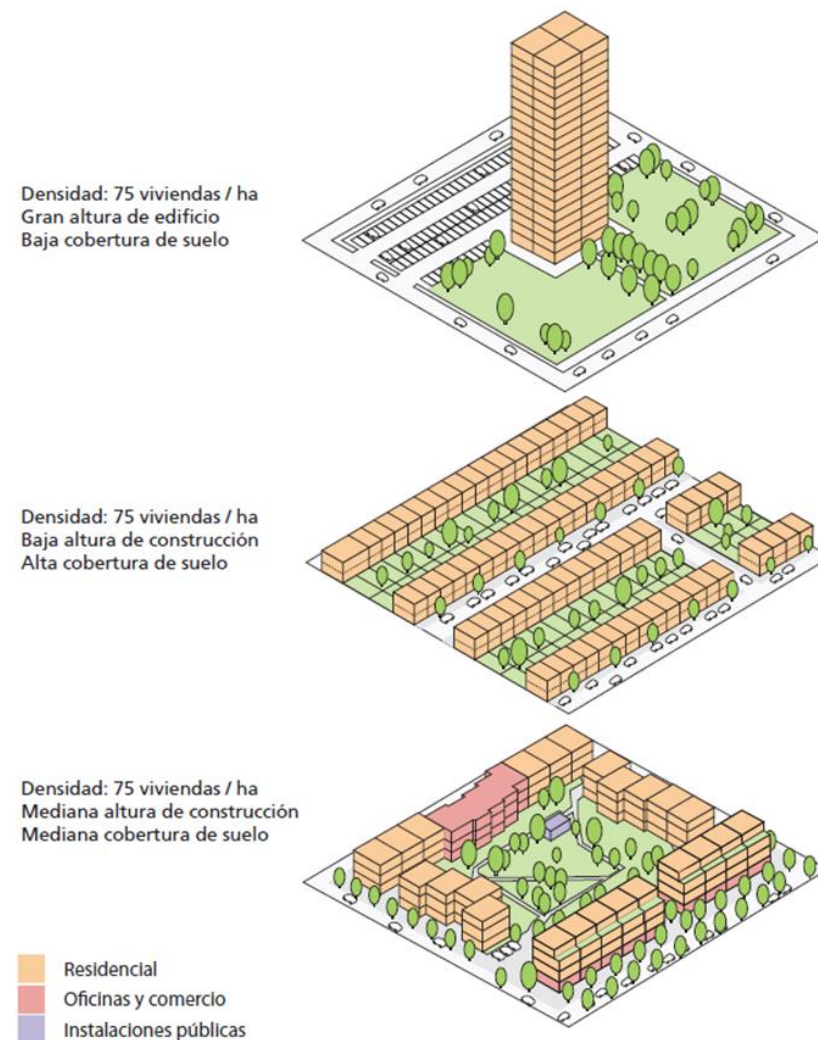 Densidad: 75 viviendas / ha
Gran altura de edificio
Baja cobertura de suelo
Densidad: 75 viviendas / ha
Baja altura de construcción
Alta cobertura de suelo
Densidad: 75 viviendas / ha
Mediana altura de construcción
Mediana cobertura de suelo
Residencial
Oficinas y comercio
Instalaciones públicas